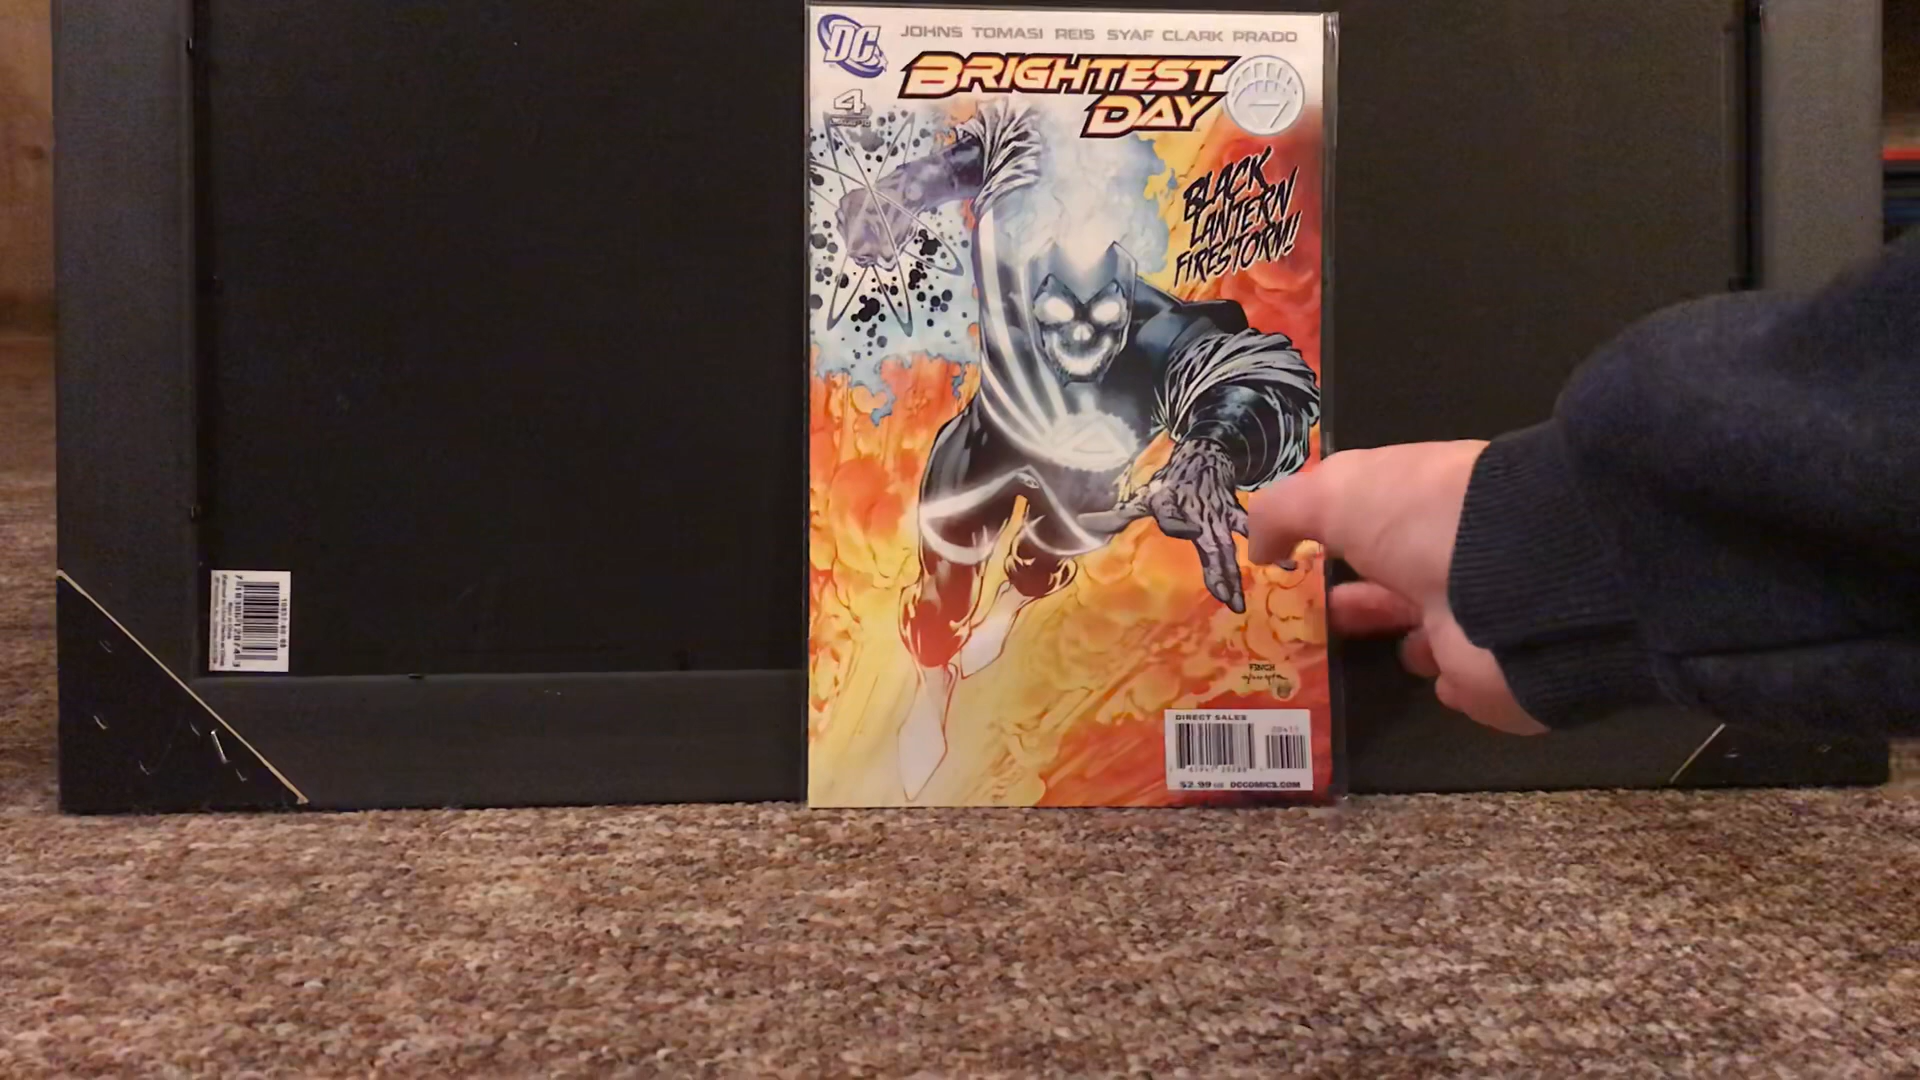 JOHNS TOMASI REIS SYAF CLARK PRADO
DC
BRIGHTEST
DAY
4
BLACK
LANTERN
FIRESTORM!
FINCH
DIRECT SALES
$2.99 US DCCOMICS.COM